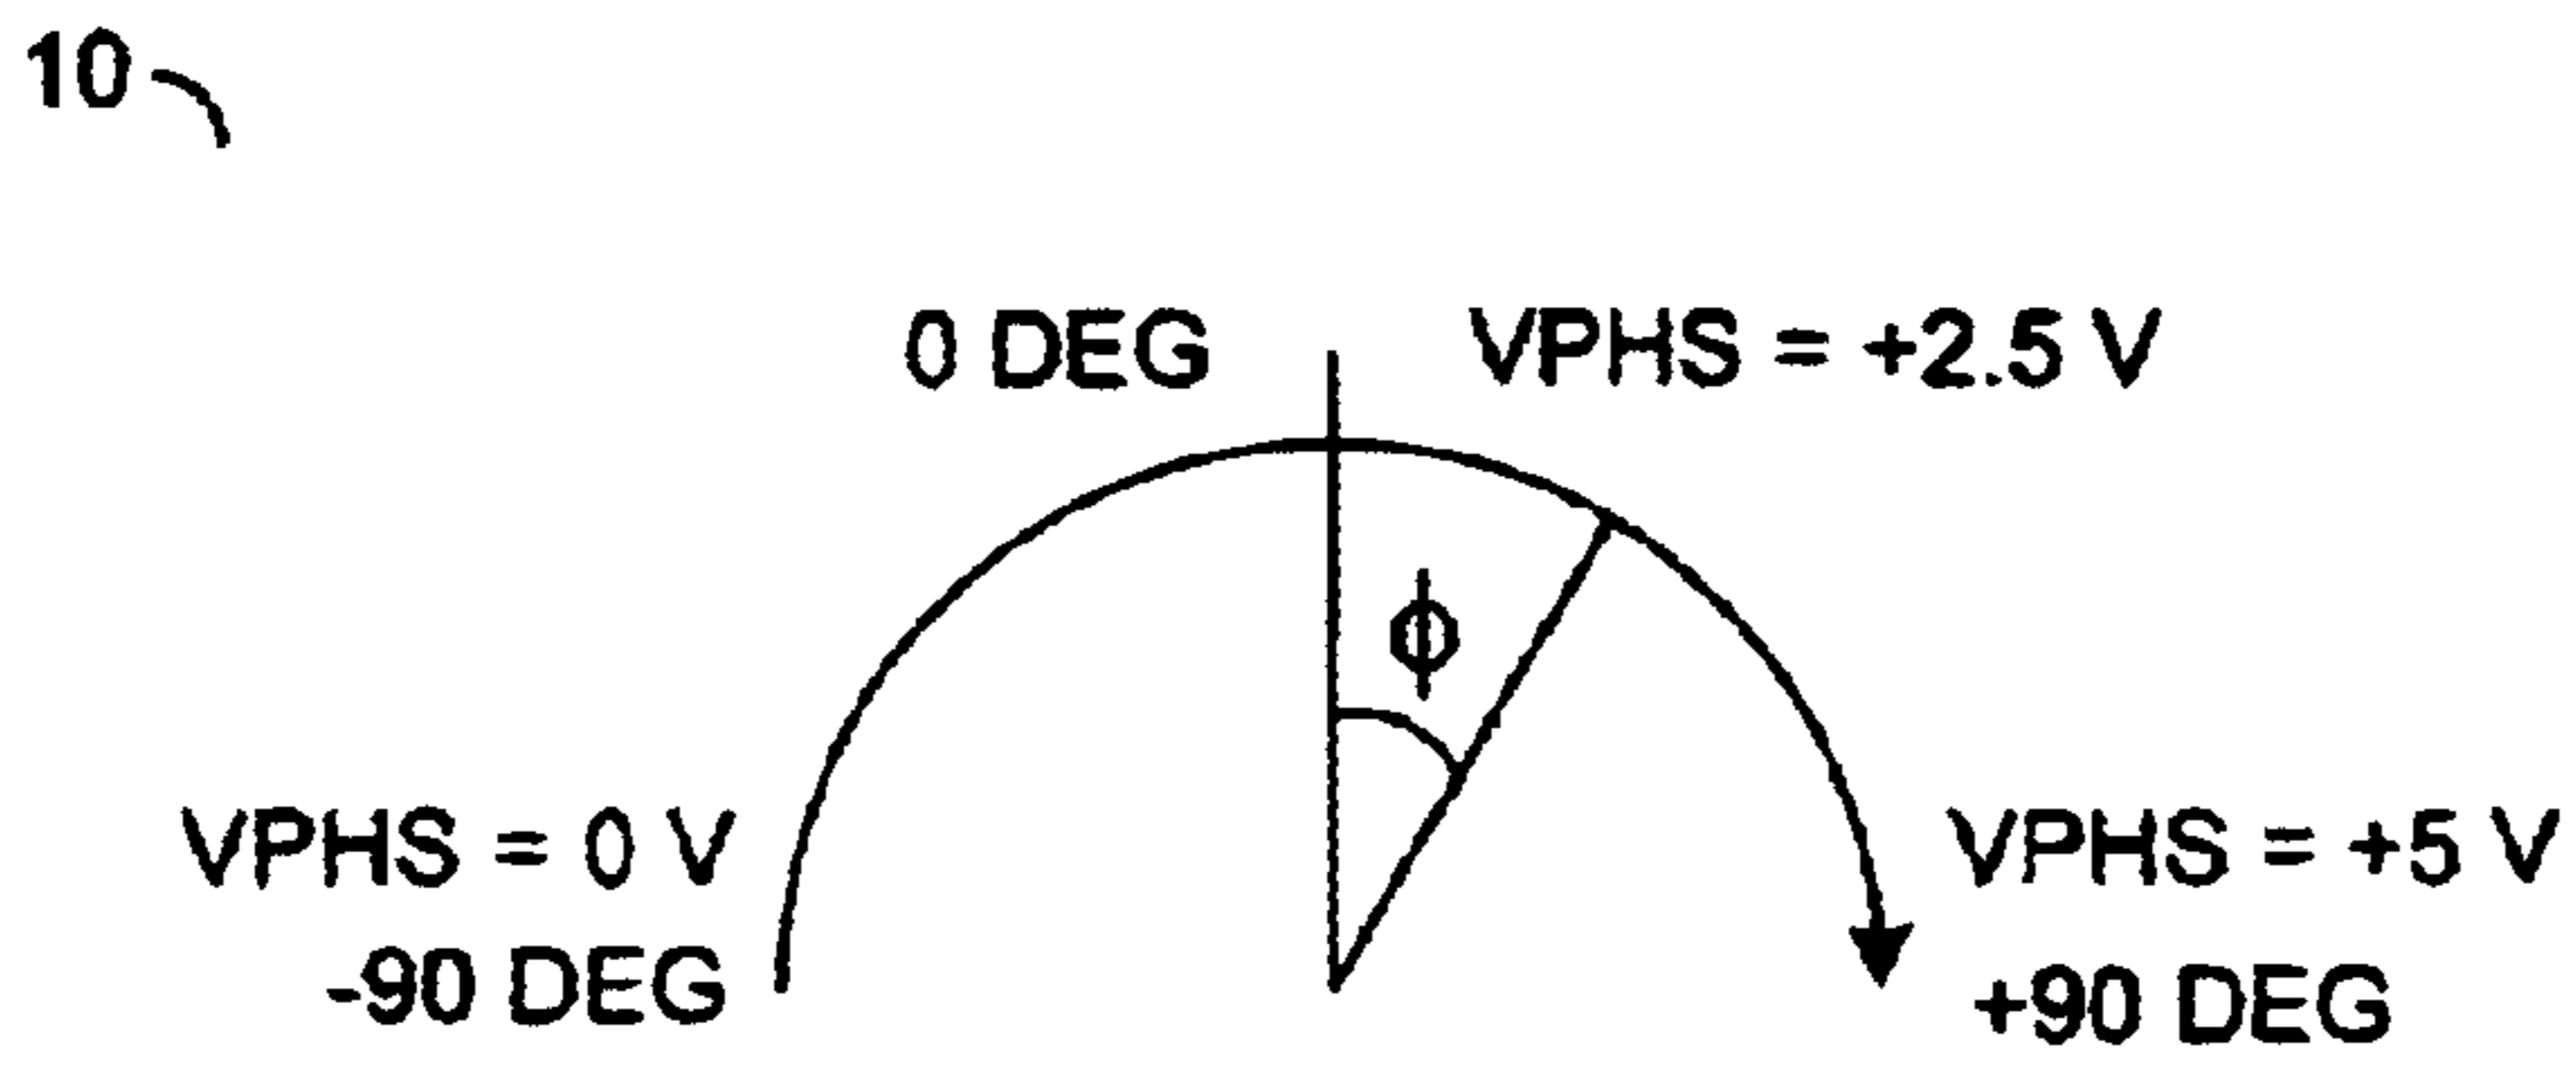 10
0 DEG VPHS = +2.5 V
ϕ
VPHS = 0 V VPHS = +5 V
-90 DEG +90 DEG